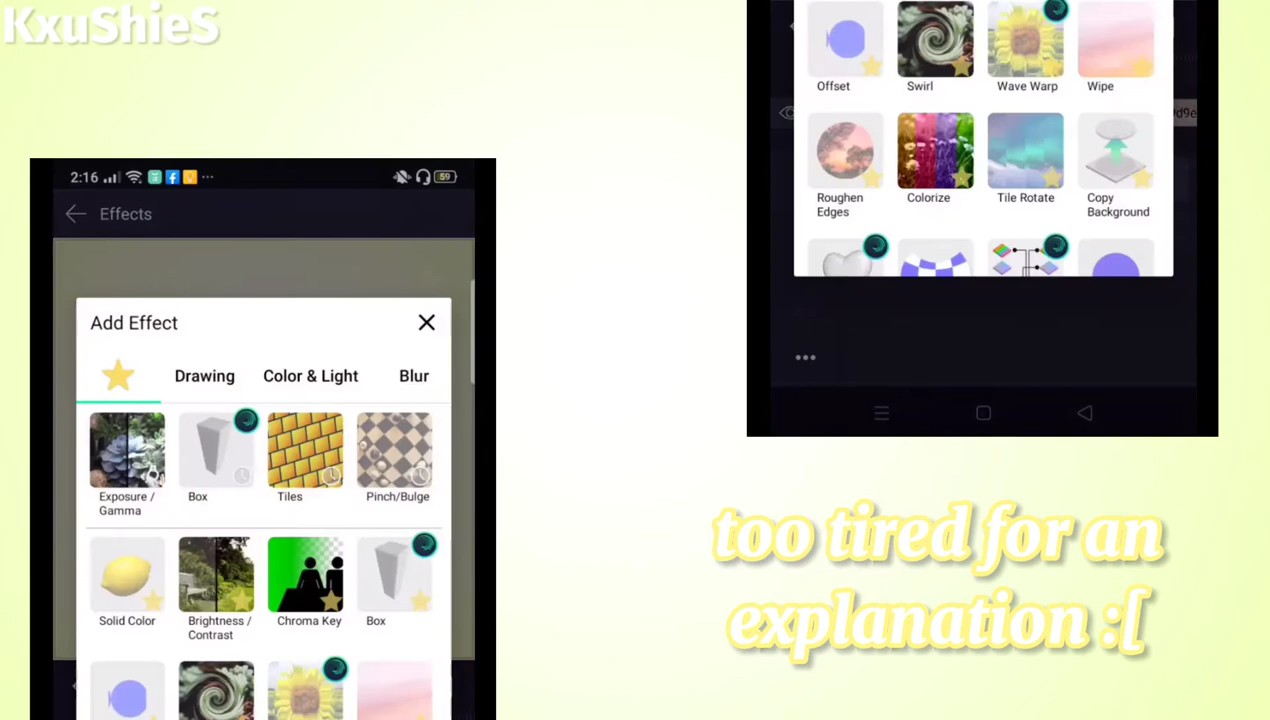 KxuShieS
Offset Swirl Wave Warp Wipe
Roughen Edges Colorize Tile Rotate Copy Background
d9e
2:16 59
Effects
Add Effect
Drawing Color & Light Blur
Exposure / Gamma Box Tiles Pinch/Bulge
Solid Color Brightness / Contrast Chroma Key Box
too tired for an
explanation :[